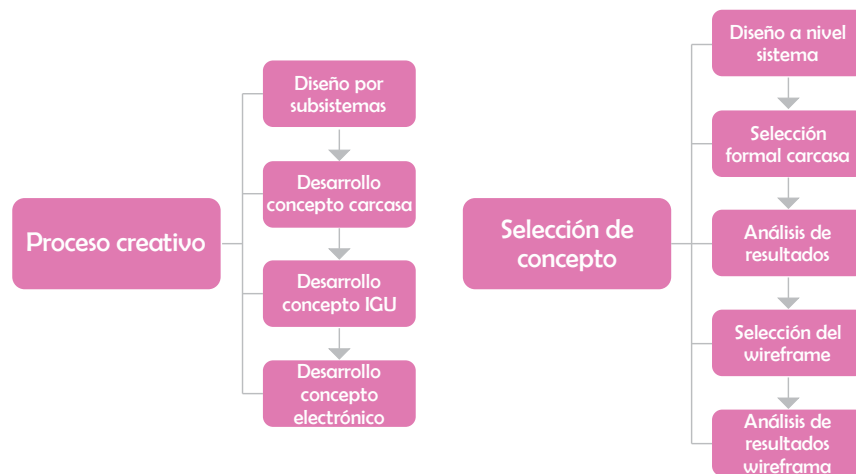 Proceso creativo
Diseño por
subsistemas
Desarrollo
concepto carcasa
Desarrollo
concepto IGU
Desarrollo
concepto
electrónico
Selección de
concepto
Diseño a nivel
sistema
Selección
formal carcasa
Análisis de
resultados
Selección del
wireframe
Análisis de
resultados
wireframa